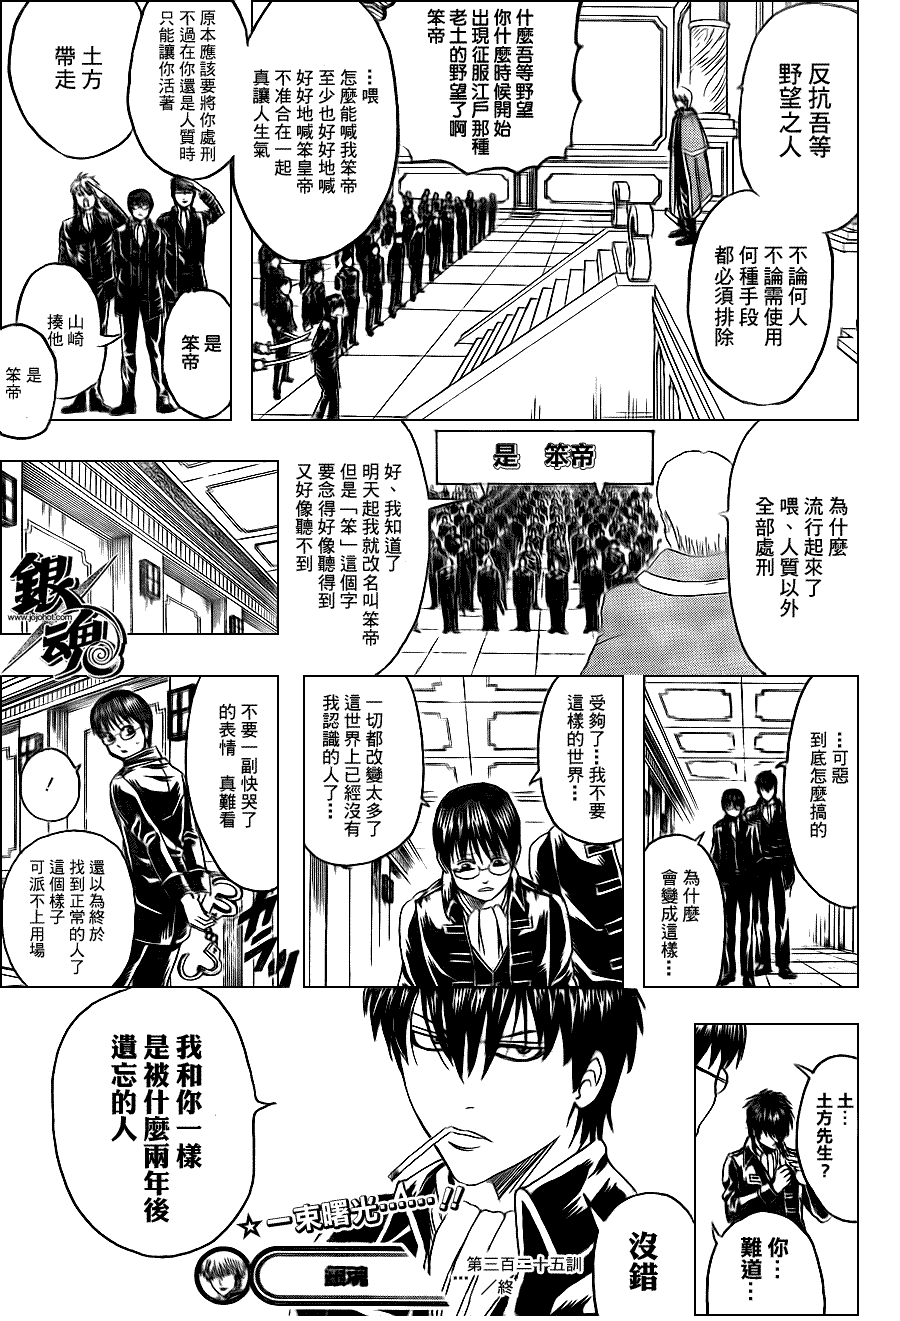 反抗吾等
野望之人
不論何人
不論需使用
何種手段
都必須排除
什麼吾等野望
你什麼時候開始
出現征服江戶那種
老土的野望了啊
笨帝
…喂
怎麼能喊我笨帝
至少也好好地喊
好好地喊笨皇帝
不准合在一起
真讓人生氣
原本應該要將你處刑
不過在你還是人質時
只能讓你活著
土方
帶走
是
笨帝
山崎
揍他
是
笨帝
為什麼
流行起來了
喂、人質以外
全部處刑
是 笨帝
好、我知道了
明天起我就改名叫笨帝
但是「笨」這個字
要念得好像聽得到
又好像聽不到
銀魂
www.jojohot.com
…可惡
到底怎麼搞的
為什麼
會變成這樣…
受夠了…我不要
這樣的世界…
一切都改變太多了
這世界上已經沒有
我認識的人了…
不要一副快哭了
的表情 真難看
！
還以為終於
找到正常的人了
這個樣子
可派不上用場
土…
土方先生？
你…
難道…
沒錯
我和你一樣
是被什麼兩年後
遺忘的人
☆一束曙光……!!
銀魂
第三百二十五訓
…／終